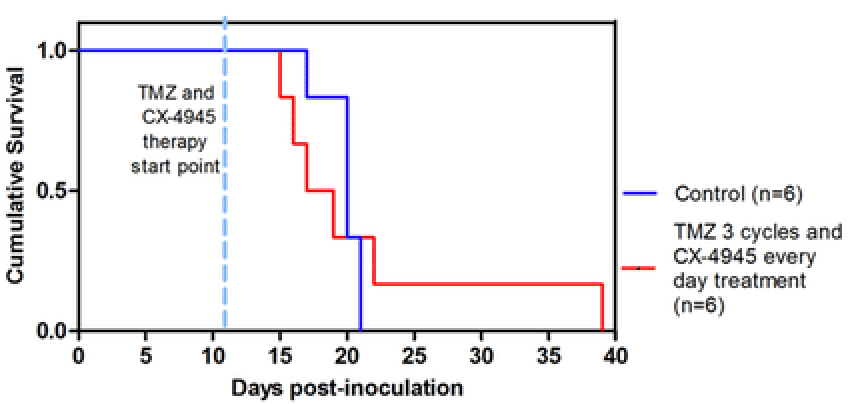 1.0
0.5
0.0
Cumulative Survival
TMZ and
CX-4945
therapy
start point
0 5 10 15 20 25 30 35 40
Days post-inoculation
Control (n=6)
TMZ 3 cycles and
CX-4945 every
day treatment
(n=6)